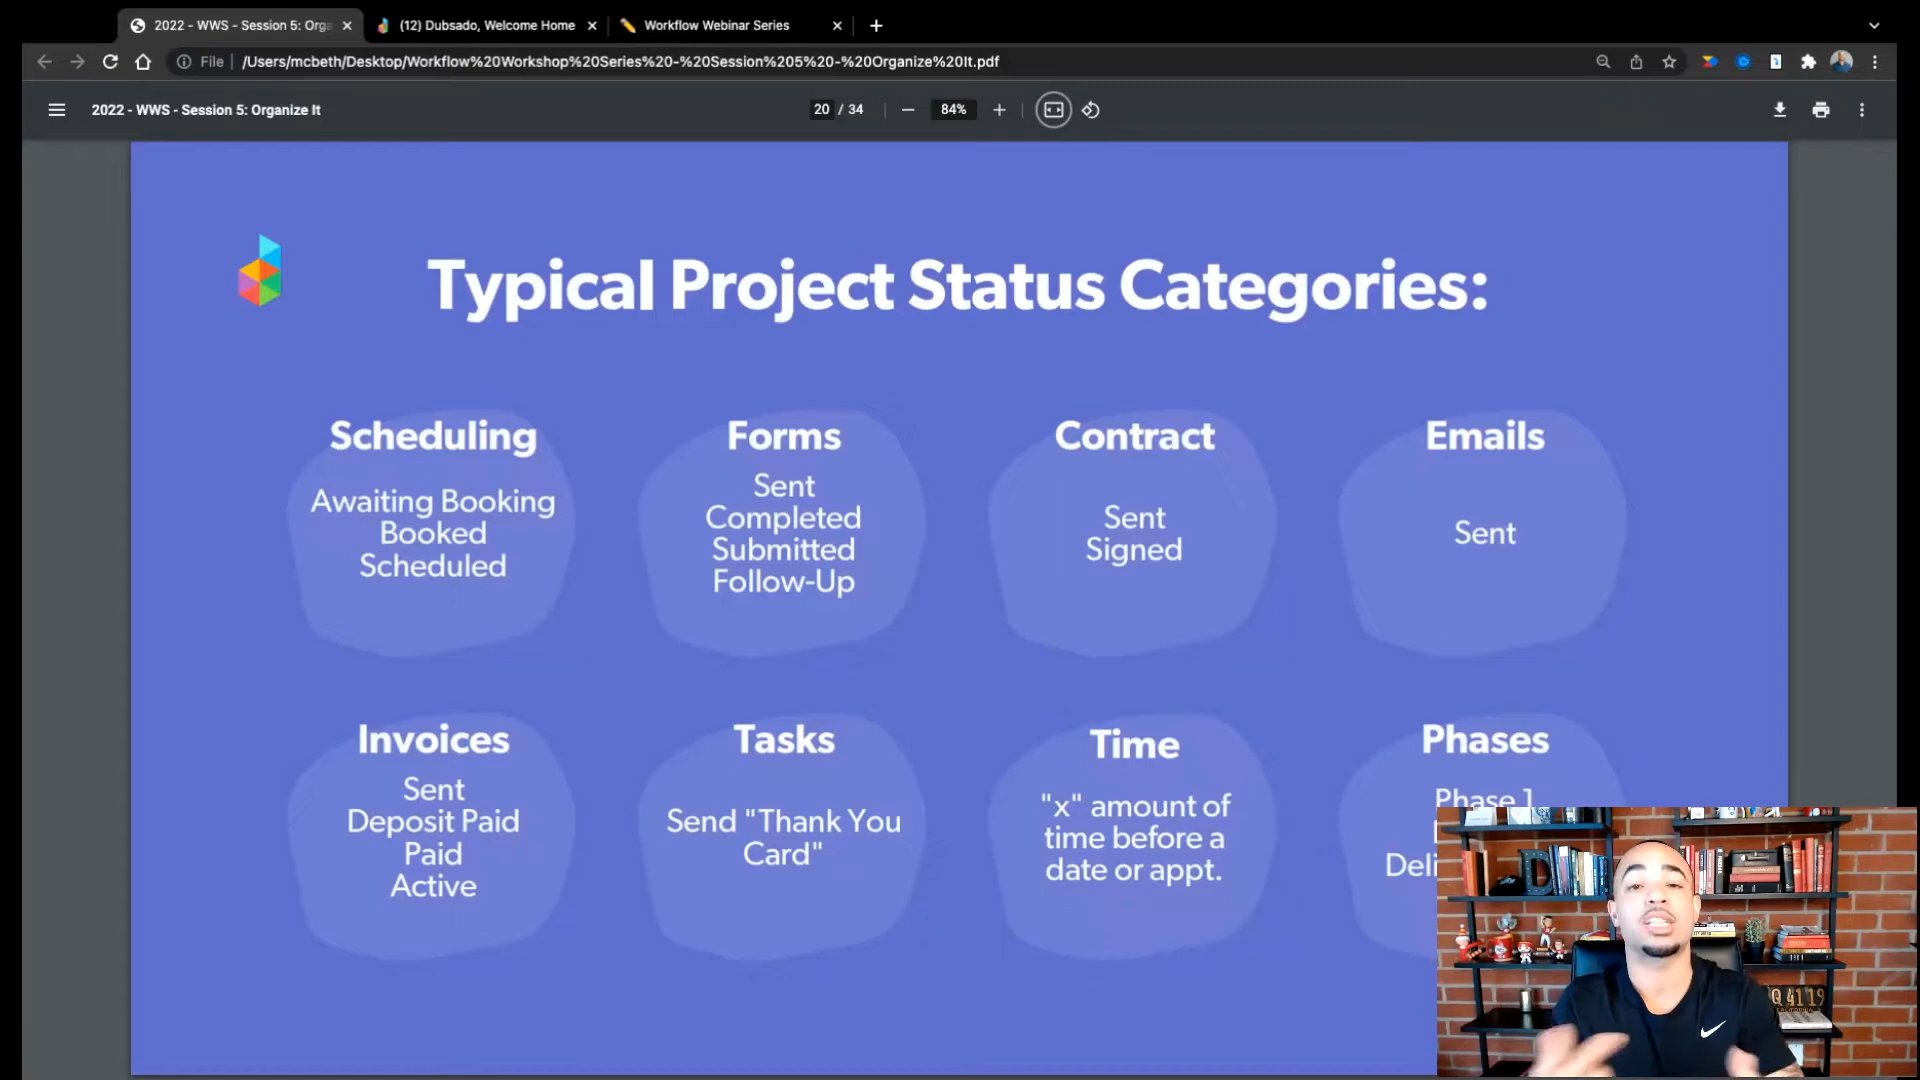 2022 - WWS - Session 5: Orga
(12) Dubsado, Welcome Home
Workflow Webinar Series
File
/Users/mcbeth/Desktop/Workflow%20Workshop%20Series%20-%20Session%205%20-%20Organize%20It.pdf
2022 - WWS - Session 5: Organize It
20 / 34
84%
Typical Project Status Categories:
Scheduling
Awaiting Booking
Booked
Scheduled
Forms
Sent
Completed
Submitted
Follow-Up
Contract
Sent
Signed
Emails
Sent
Invoices
Sent
Deposit Paid
Paid
Active
Tasks
Send "Thank You
Card"
Time
"x" amount of
time before a
date or appt.
Phases
Phase 1
Deli
D
Q 41 19